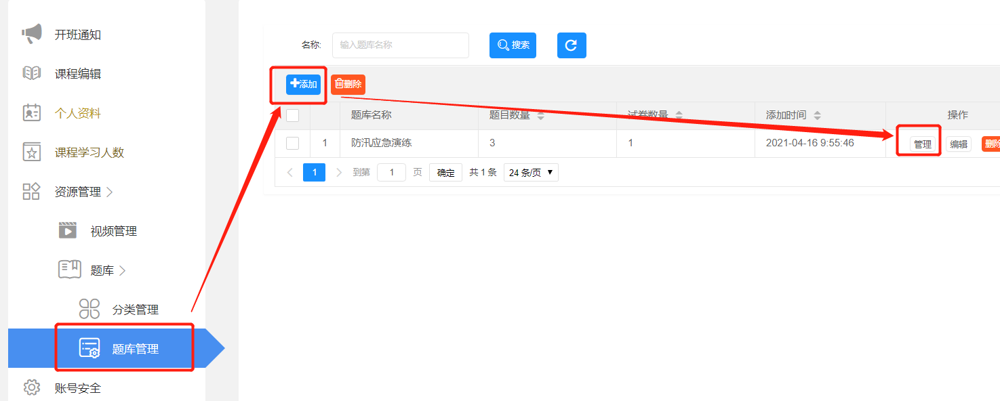 开班通知
课程编辑
个人资料
课程学习人数
资源管理
视频管理
题库
分类管理
题库管理
账号安全
名称: 输入题库名称 搜索
添加 删除
题库名称 题目数量 试卷数量 添加时间 操作
1 防汛应急演练 3 1 2021-04-16 9:55:46 管理 编辑 删除
1 到第 1 页 确定 共 1 条 24 条/页